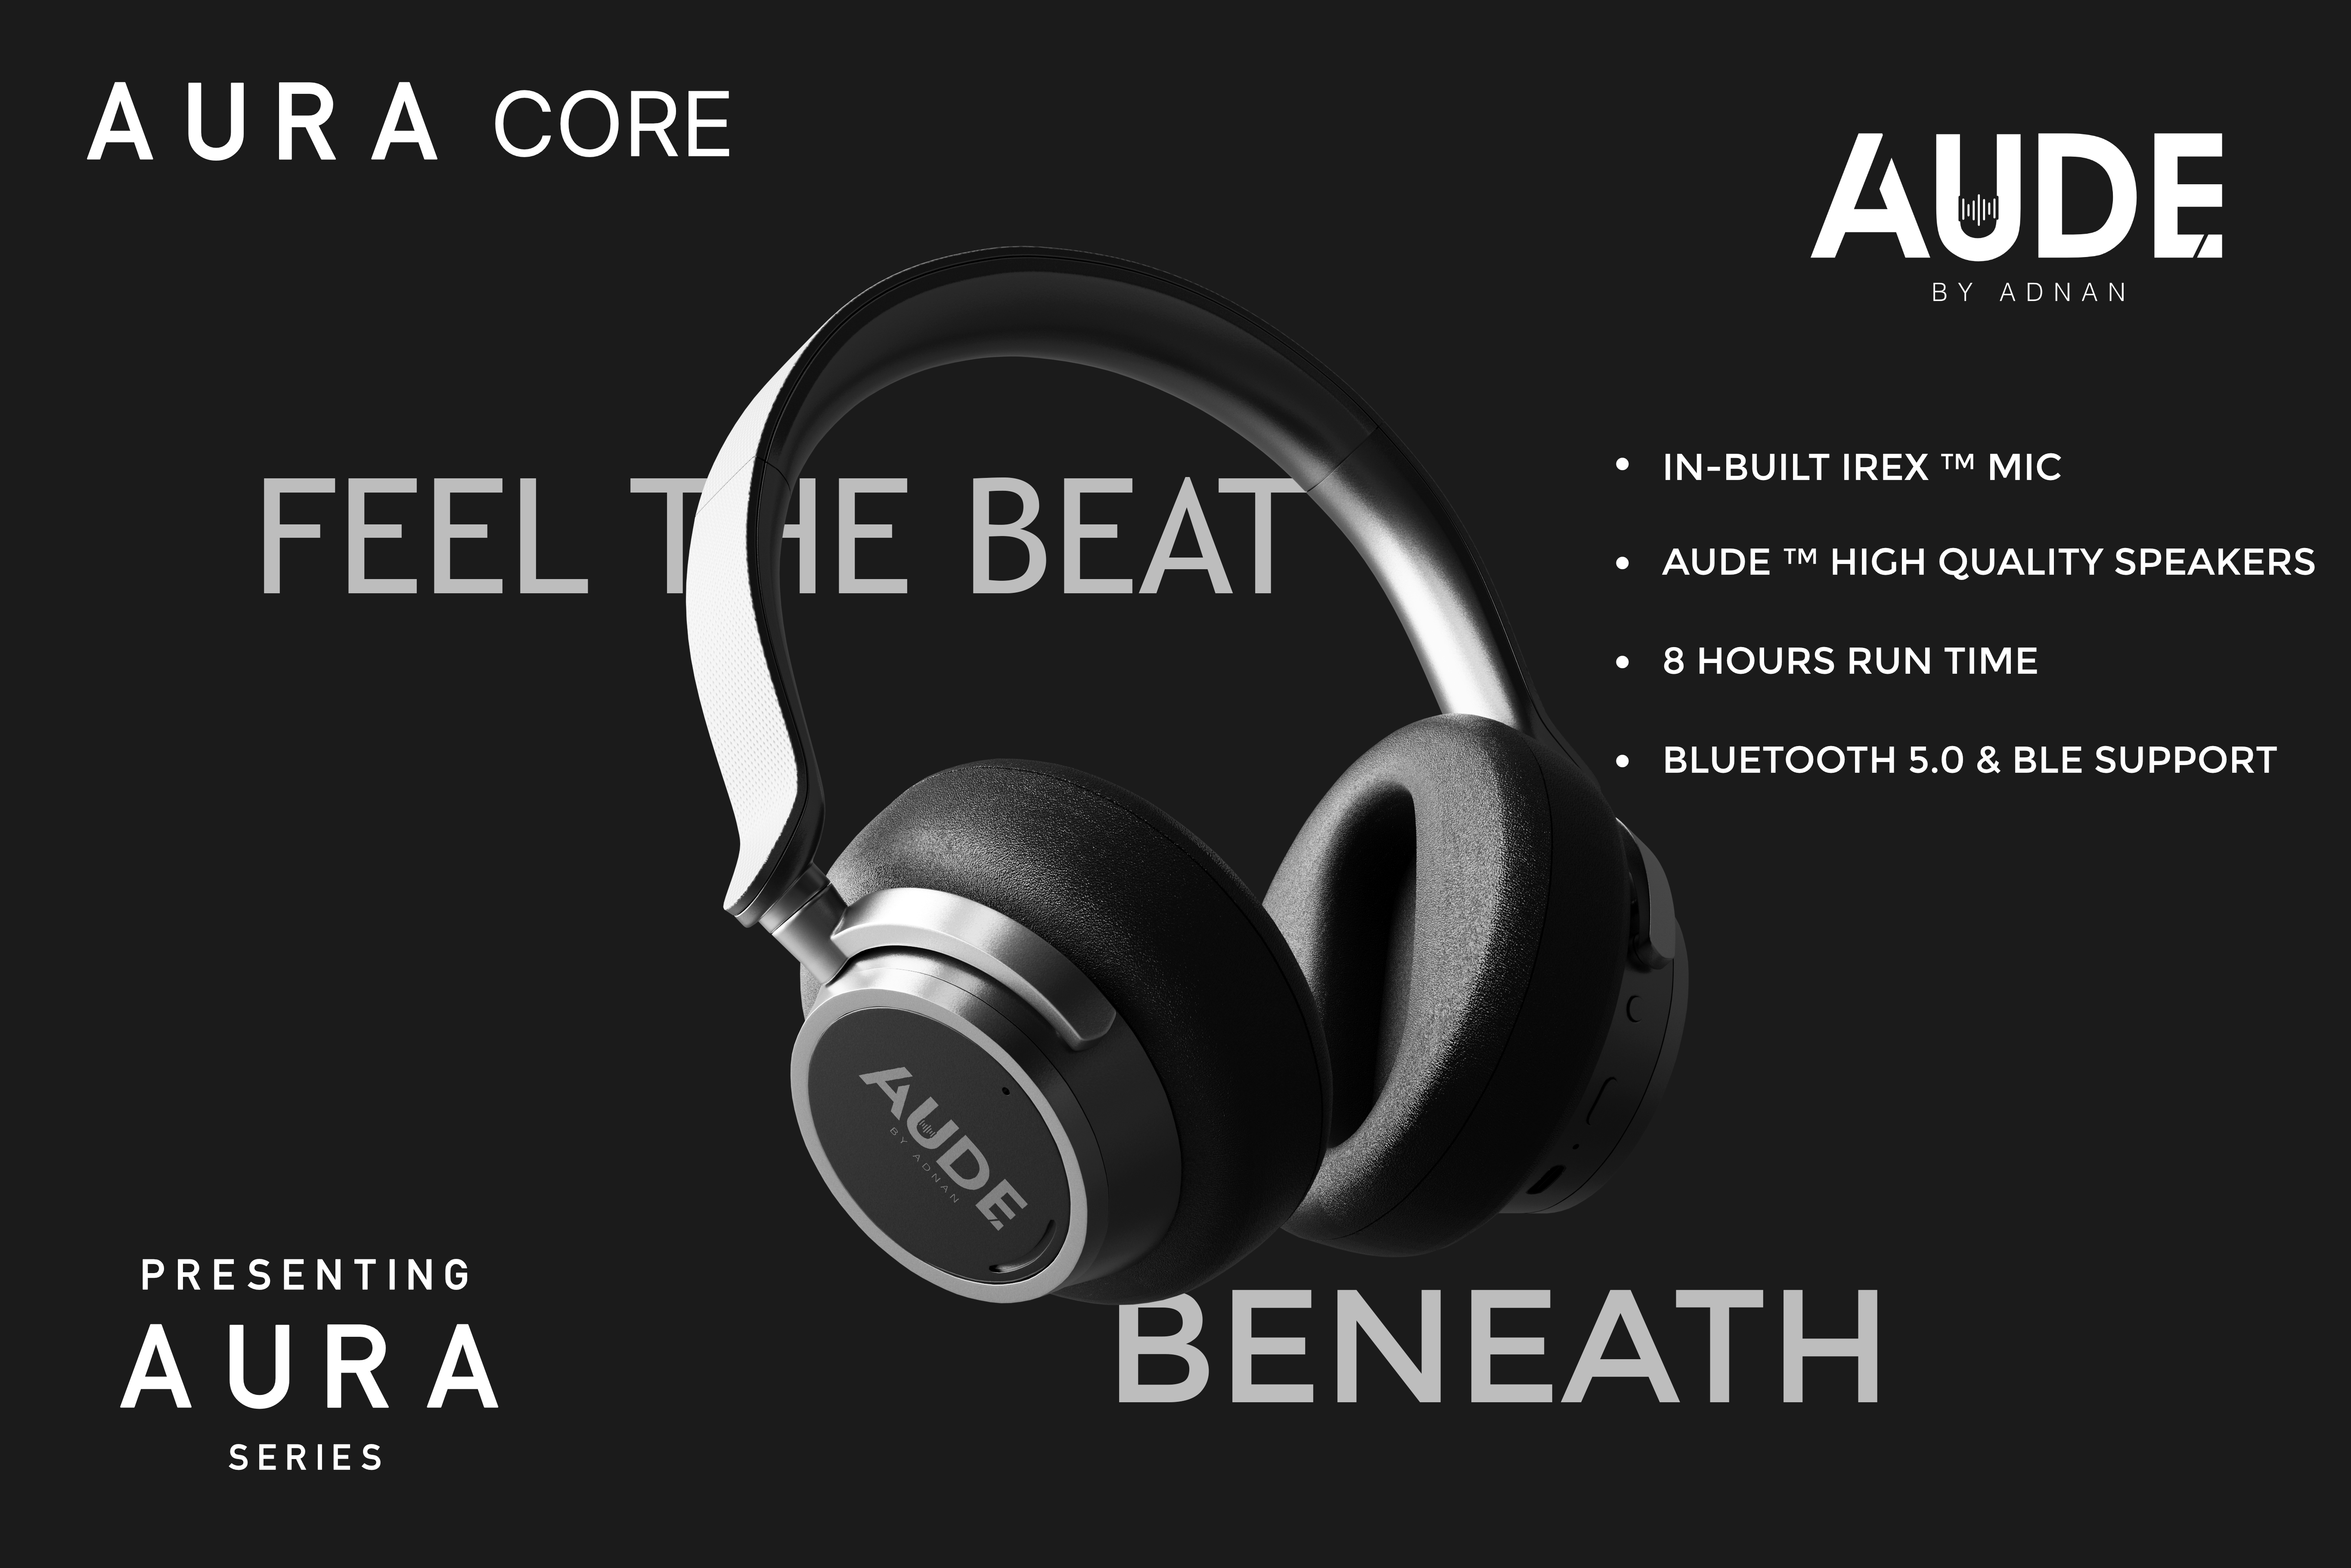 AURA CORE
AUDE
BY ADNAN
FEEL THE BEAT
• IN-BUILT IREX ™ MIC
• AUDE ™ HIGH QUALITY SPEAKERS
• 8 HOURS RUN TIME
• BLUETOOTH 5.0 & BLE SUPPORT
AUDE
BY ADNAN
BENEATH
PRESENTING
AURA
SERIES